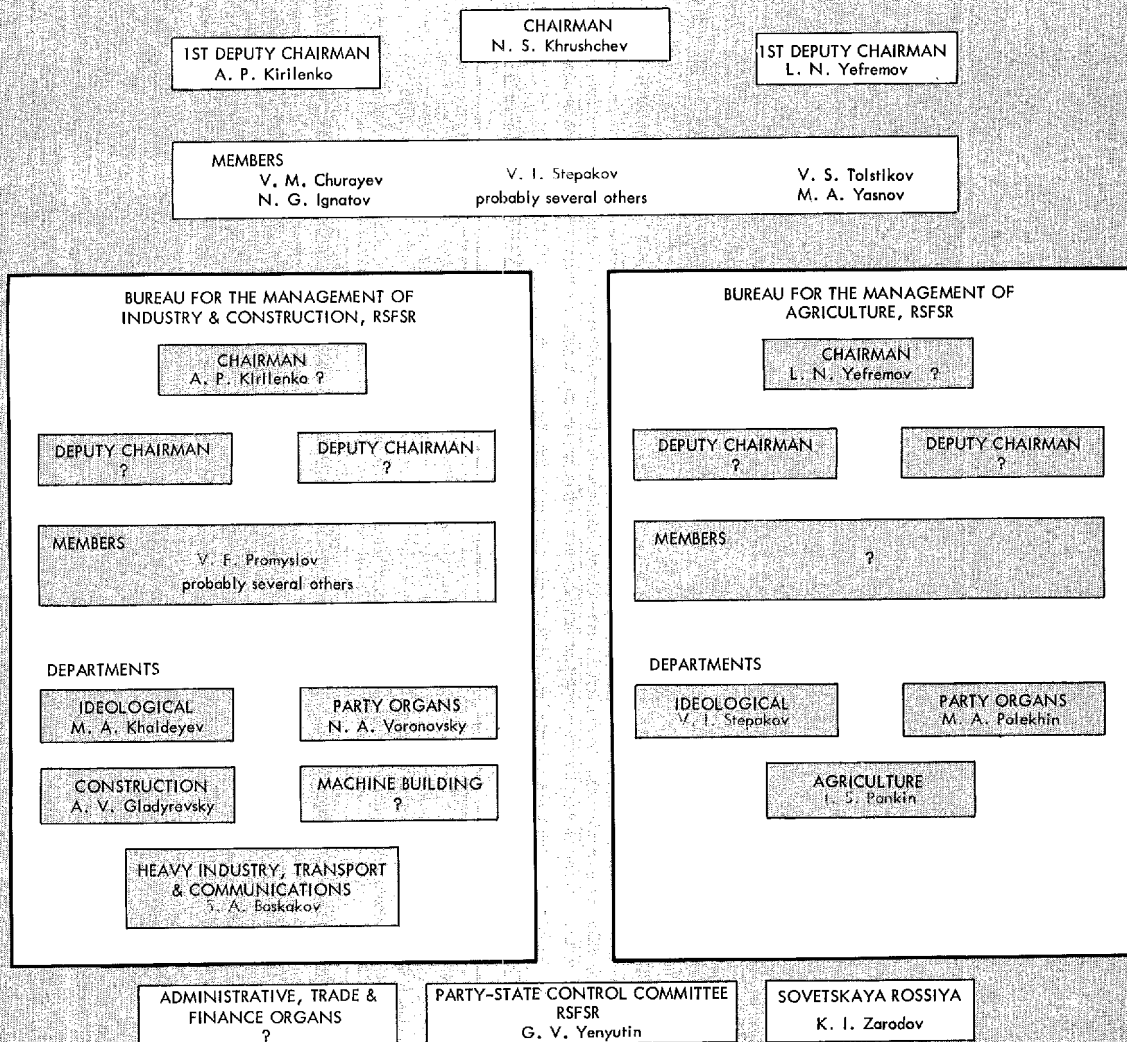 CHAIRMAN
N. S. Khrushchev
1ST DEPUTY CHAIRMAN
A. P. Kirilenko
1ST DEPUTY CHAIRMAN
L. N. Yefremov
MEMBERS
V. M. Churayev
N. G. Ignatov
V. I. Stepakov
probably several others
V. S. Tolstikov
M. A. Yasnov
BUREAU FOR THE MANAGEMENT OF
INDUSTRY & CONSTRUCTION, RSFSR
CHAIRMAN
A. P. Kirilenko ?
DEPUTY CHAIRMAN
?
DEPUTY CHAIRMAN
?
MEMBERS
V. F. Promyslov
probably several others
DEPARTMENTS
IDEOLOGICAL
M. A. Khaldeyev
PARTY ORGANS
N. A. Voronovsky
CONSTRUCTION
A. V. Gladyrevsky
MACHINE BUILDING
?
HEAVY INDUSTRY, TRANSPORT
& COMMUNICATIONS
S. A. Baskakov
BUREAU FOR THE MANAGEMENT OF
AGRICULTURE, RSFSR
CHAIRMAN
L. N. Yefremov ?
DEPUTY CHAIRMAN
?
DEPUTY CHAIRMAN
?
MEMBERS
?
DEPARTMENTS
IDEOLOGICAL
V. I. Stepakov
PARTY ORGANS
M. A. Polekhin
AGRICULTURE
I. S. Pankin
ADMINISTRATIVE, TRADE &
FINANCE ORGANS
?
PARTY-STATE CONTROL COMMITTEE
RSFSR
G. V. Yenyutin
SOVETSKAYA ROSSIYA
K. I. Zarodov